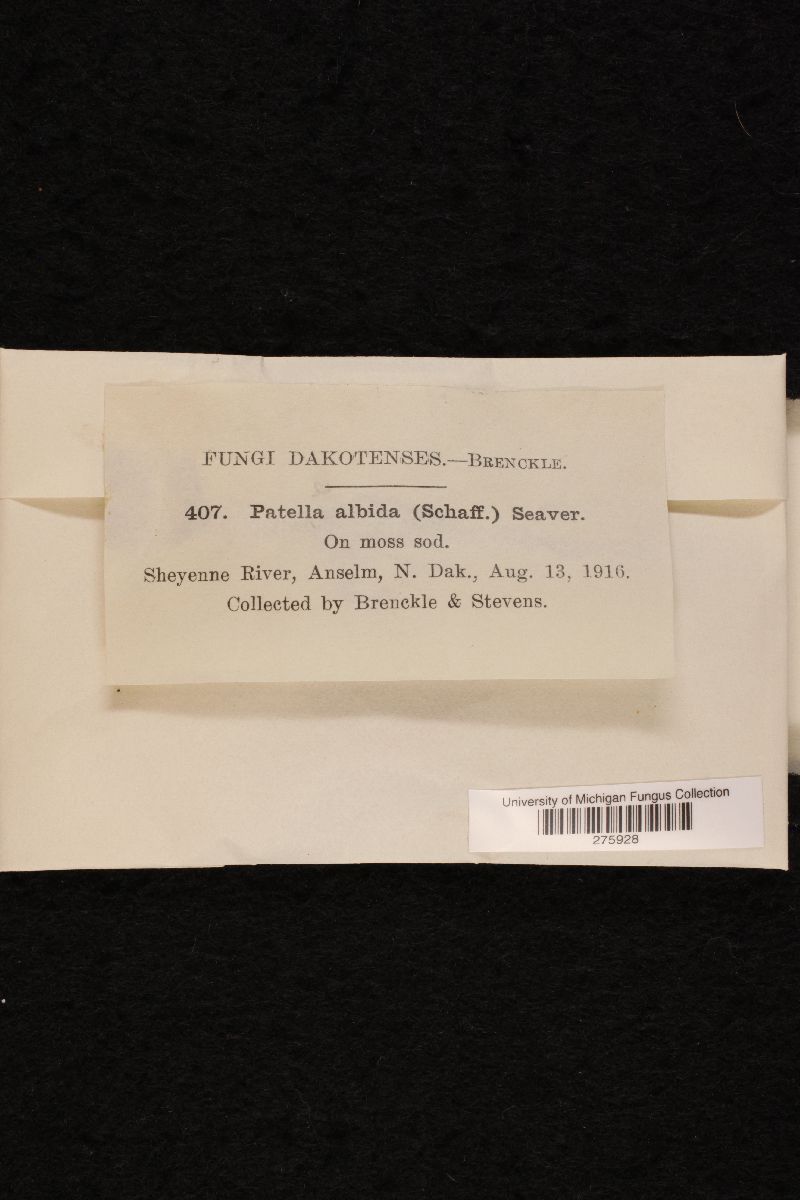 FUNGI DAKOTENSES.—BRENCKLE.
407. Patella albida (Schaff.) Seaver.
On moss sod.
Sheyenne River, Anselm, N. Dak., Aug. 13, 1916.
Collected by Brenckle & Stevens.
University of Michigan Fungus Collection
275928